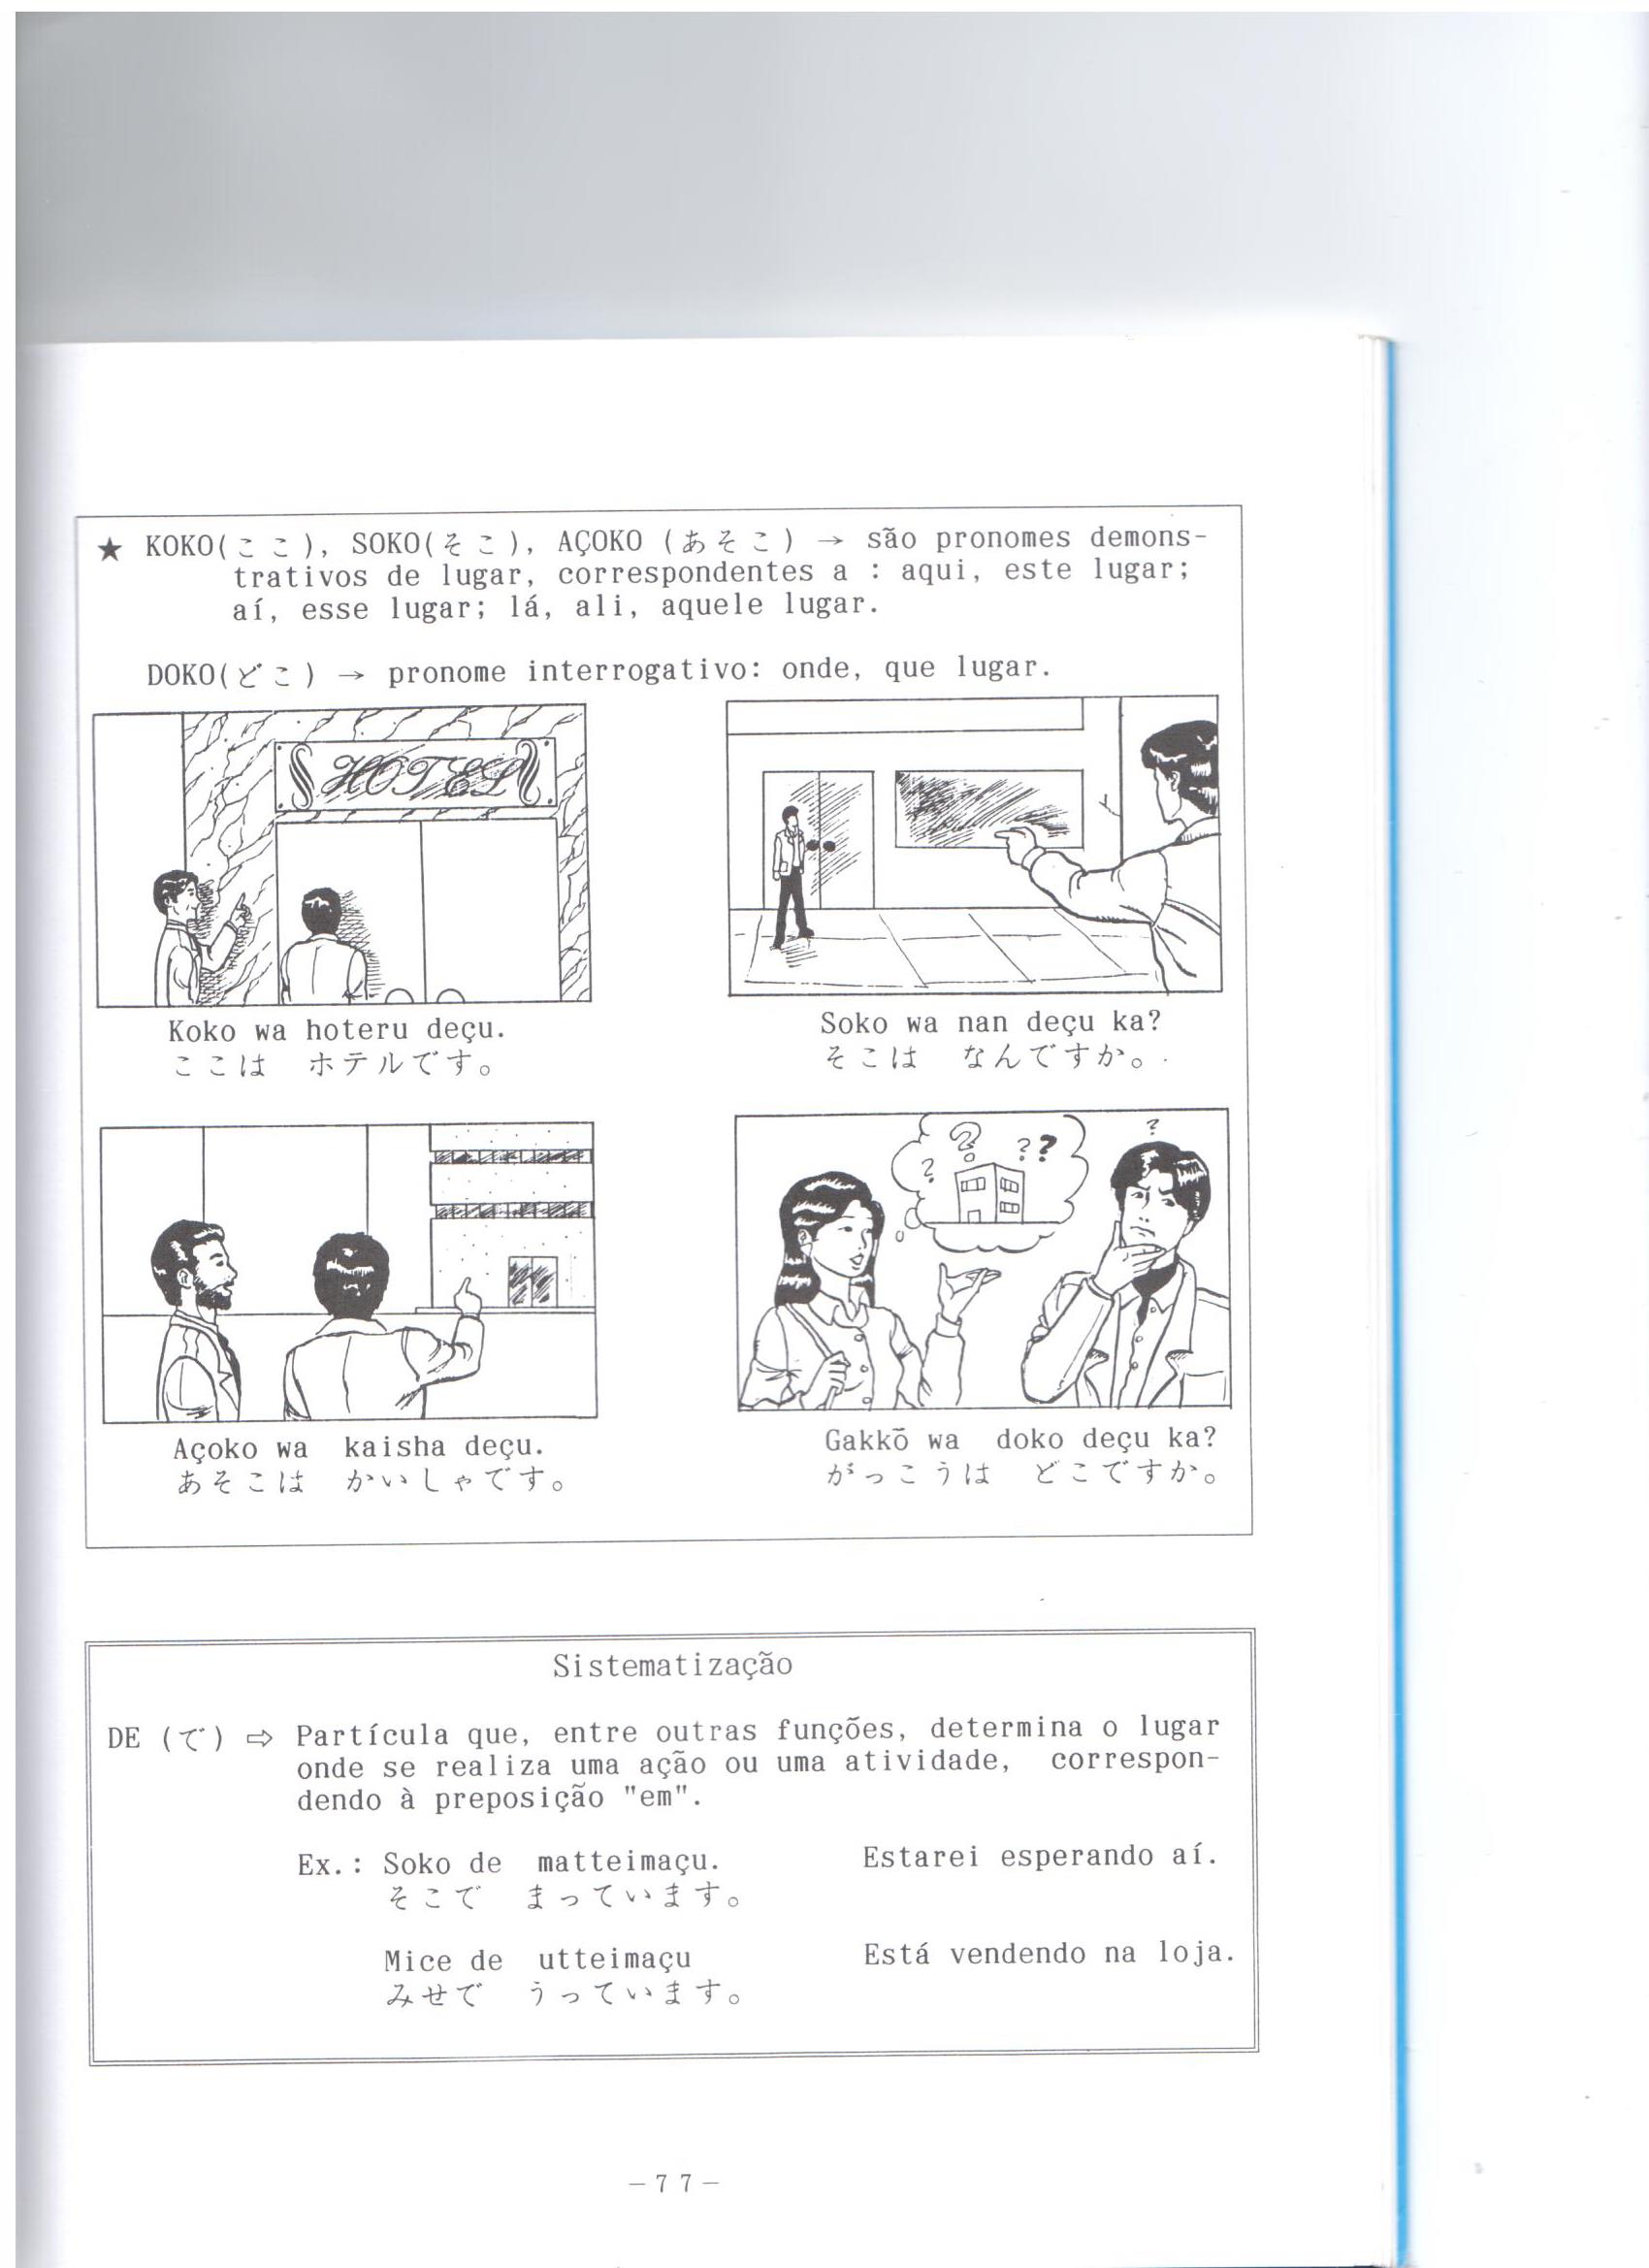 ★ KOKO(ここ), SOKO(そこ), AÇOKO (あそこ) → são pronomes demons-
trativos de lugar, correspondentes a : aqui, este lugar;
aí, esse lugar; lá, ali, aquele lugar.
DOKO(どこ) → pronome interrogativo: onde, que lugar.
HOTEL
Koko wa hoteru deçu.
ここは ホテルです。
Soko wa nan deçu ka?
そこは なんですか。
? ? ? ? ?
Açoko wa kaisha deçu.
あそこは かいしゃです。
Gakkō wa doko deçu ka?
がっこうは どこですか。
Sistematização
DE (で) ⇨ Partícula que, entre outras funções, determina o lugar
onde se realiza uma ação ou uma atividade, correspon-
dendo à preposição "em".
Ex.: Soko de matteimaçu. Estarei esperando aí.
そこで まっています。
Mice de utteimaçu Está vendendo na loja.
みせで うっています。
—77—